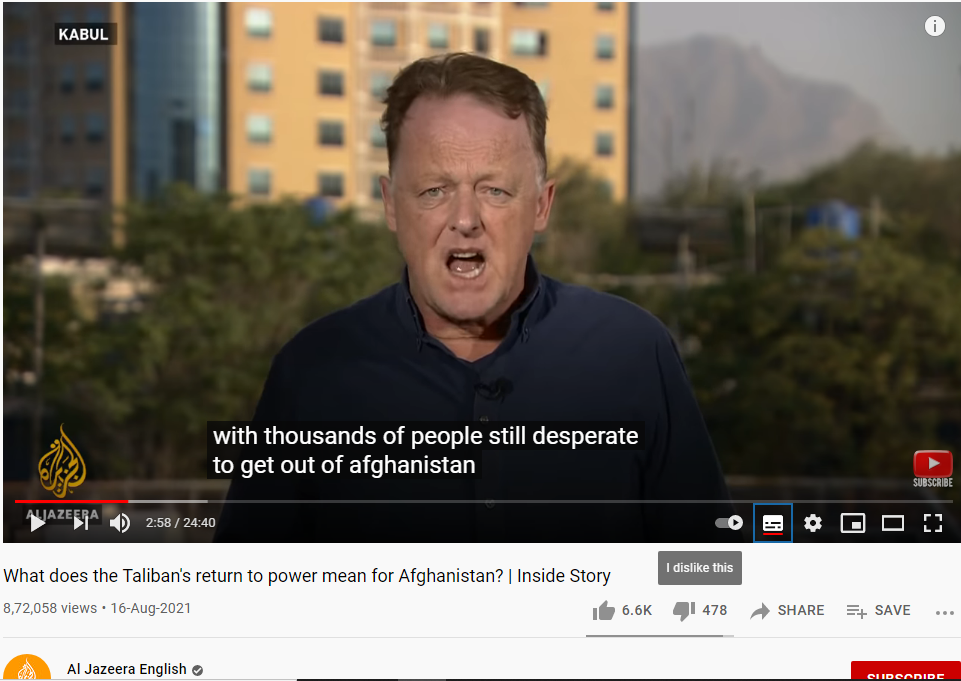 KABUL
with thousands of people still desperate
to get out of afghanistan
SUBSCRIBE
ALJAZEERA
2:58 / 24:40
I dislike this
What does the Taliban's return to power mean for Afghanistan? | Inside Story
8,72,058 views • 16-Aug-2021
6.6K 478 SHARE SAVE
Al Jazeera English
SUBSCRIBE